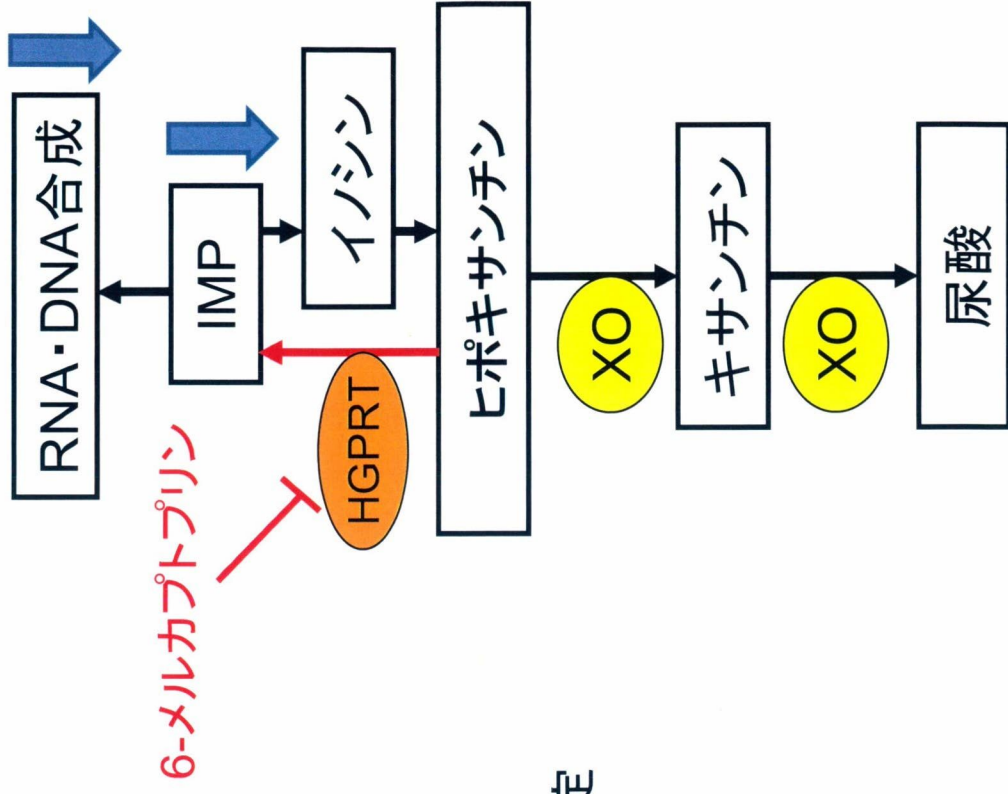 RNA・DNA合成
IMP
イノシン
6-メルカプトプリン
HGPRT
ヒポキサンチン
XO
キサンチン
XO
尿酸
定